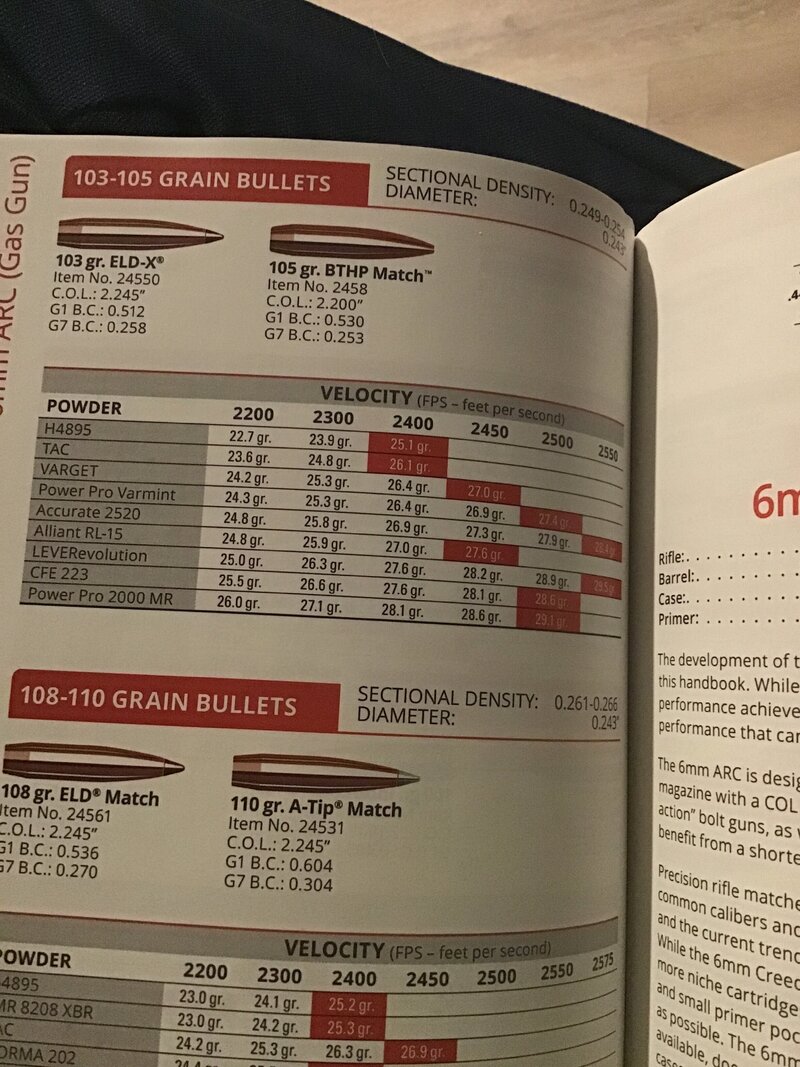 6mm ARC (Gas Gun)
103-105 GRAIN BULLETS
SECTIONAL DENSITY: 0.249-0.254
DIAMETER: 0.243"
103 gr. ELD-X®
Item No. 24550
C.O.L.: 2.245”
G1 B.C.: 0.512
G7 B.C.: 0.258
105 gr. BTHP Match™
Item No. 2458
C.O.L.: 2.200”
G1 B.C.: 0.530
G7 B.C.: 0.253
VELOCITY (FPS – feet per second)
POWDER 2200 2300 2400 2450 2500 2550
H4895 22.7 gr. 23.9 gr. 25.1 gr.
TAC 23.6 gr. 24.8 gr. 26.1 gr.
VARGET 24.2 gr. 25.3 gr. 26.4 gr. 27.0 gr.
Power Pro Varmint 24.3 gr. 25.3 gr. 26.4 gr. 26.9 gr. 27.4 gr.
Accurate 2520 24.8 gr. 25.8 gr. 26.9 gr. 27.3 gr. 27.9 gr. 28.4 gr.
Alliant RL-15 24.8 gr. 25.9 gr. 27.0 gr. 27.6 gr.
LEVERevolution 25.0 gr. 26.3 gr. 27.6 gr. 28.2 gr. 28.9 gr. 29.5 gr.
CFE 223 25.5 gr. 26.6 gr. 27.6 gr. 28.1 gr. 28.6 gr.
Power Pro 2000 MR 26.0 gr. 27.1 gr. 28.1 gr. 28.6 gr. 29.1 gr.
108-110 GRAIN BULLETS
SECTIONAL DENSITY: 0.261-0.266
DIAMETER: 0.243"
108 gr. ELD® Match
Item No. 24561
C.O.L.: 2.245”
G1 B.C.: 0.536
G7 B.C.: 0.270
110 gr. A-Tip® Match
Item No. 24531
C.O.L.: 2.245”
G1 B.C.: 0.604
G7 B.C.: 0.304
VELOCITY (FPS – feet per second)
POWDER 2200 2300 2400 2450 2500 2550 2575
4895 23.0 gr. 24.1 gr. 25.2 gr.
MR 8208 XBR 23.0 gr. 24.2 gr. 25.3 gr.
AC 24.2 gr. 25.3 gr. 26.3 gr. 26.9 gr.
ORMA 202
6m
Rifle:. . . . . . . . .
Barrel:. . . . . . . .
Case:. . . . . . . . .
Primer: . . . . . . .
The development of t
this handbook. While
performance achieve
performance that can
The 6mm ARC is desig
magazine with a COL
action” bolt guns, as
benefit from a shorte
Precision rifle matche
common calibers and
and the current trend
While the 6mm Creed
more niche cartridge
and small primer poc
as possible. The 6mm
available, doe
case